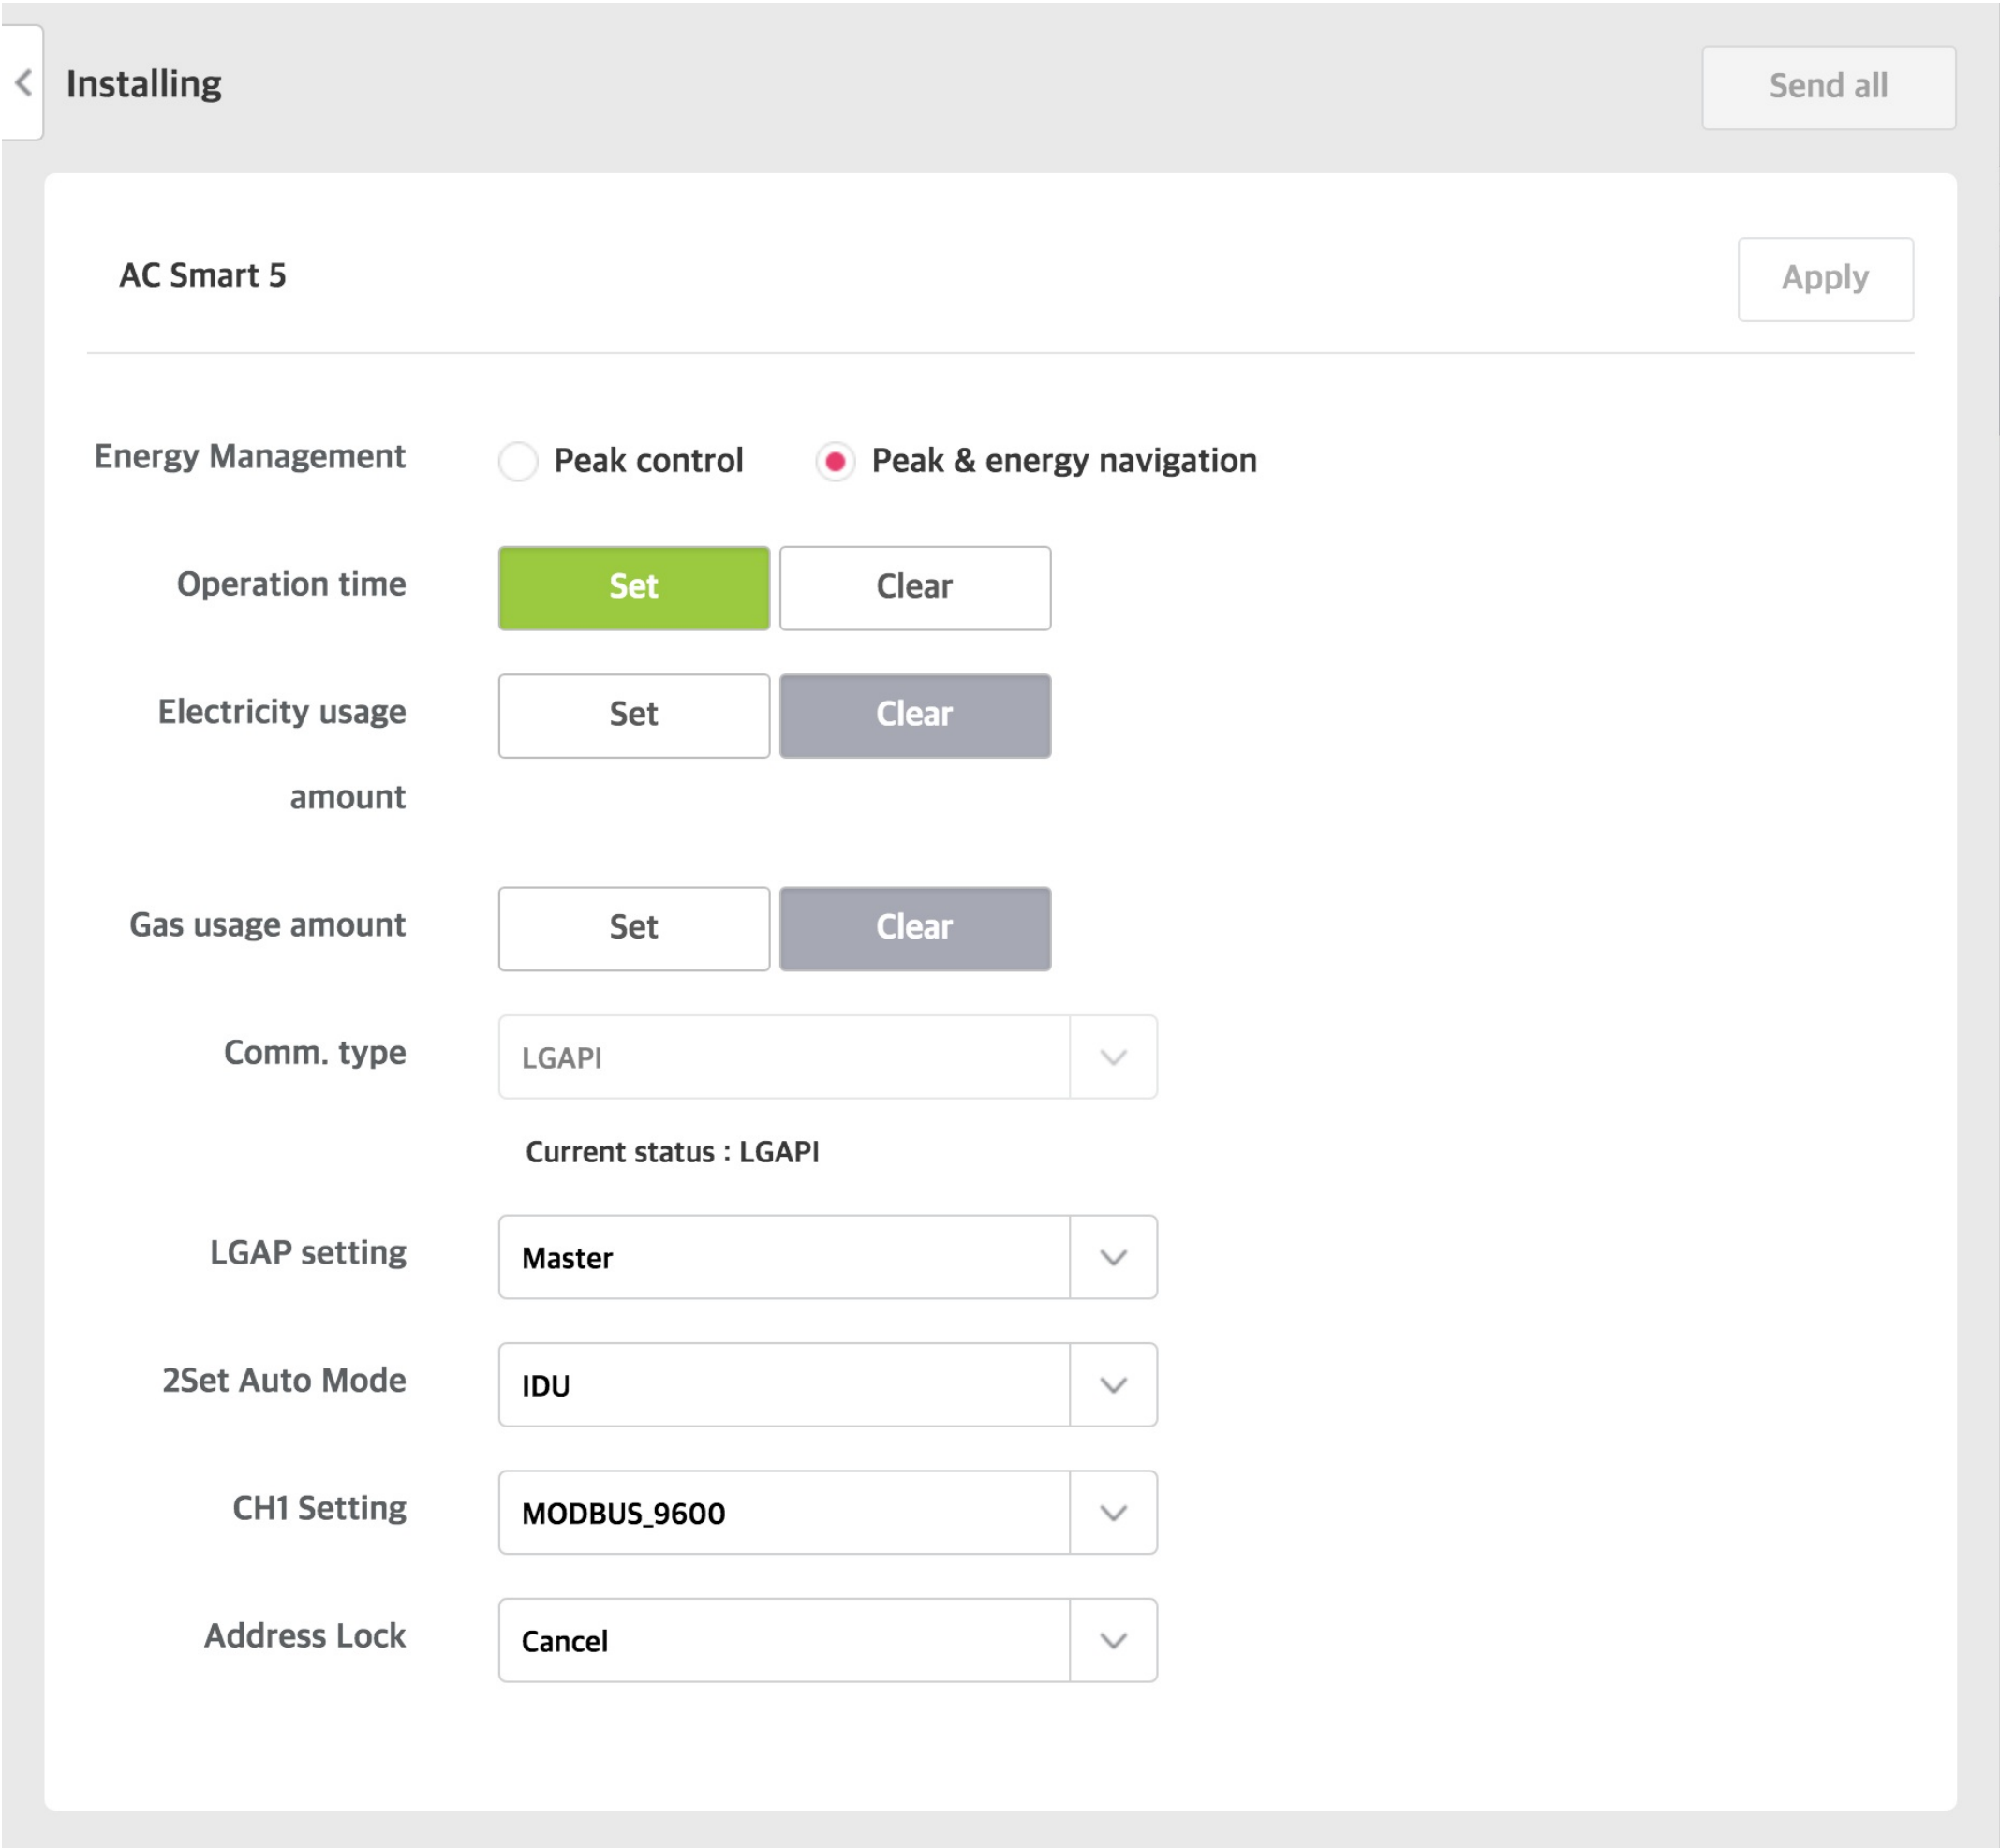 Installing
Send all
AC Smart 5
Apply
Energy Management
Peak control
Peak & energy navigation
Operation time
Set
Clear
Electricity usage
amount
Set
Clear
Gas usage amount
Set
Clear
Comm. type
LGAPI
Current status : LGAPI
LGAP setting
Master
2Set Auto Mode
IDU
CH1 Setting
MODBUS_9600
Address Lock
Cancel